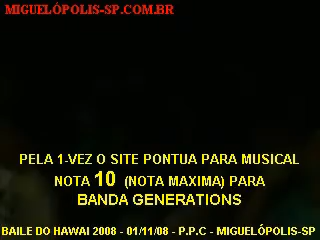 MIGUELÓPOLIS-SP.COM.BR
PELA 1-VEZ O SITE PONTUA PARA MUSICAL
NOTA 10 (NOTA MAXIMA) PARA
BANDA GENERATIONS
BAILE DO HAWAI 2008 - 01/11/08 - P.P.C - MIGUELÓPOLIS-SP